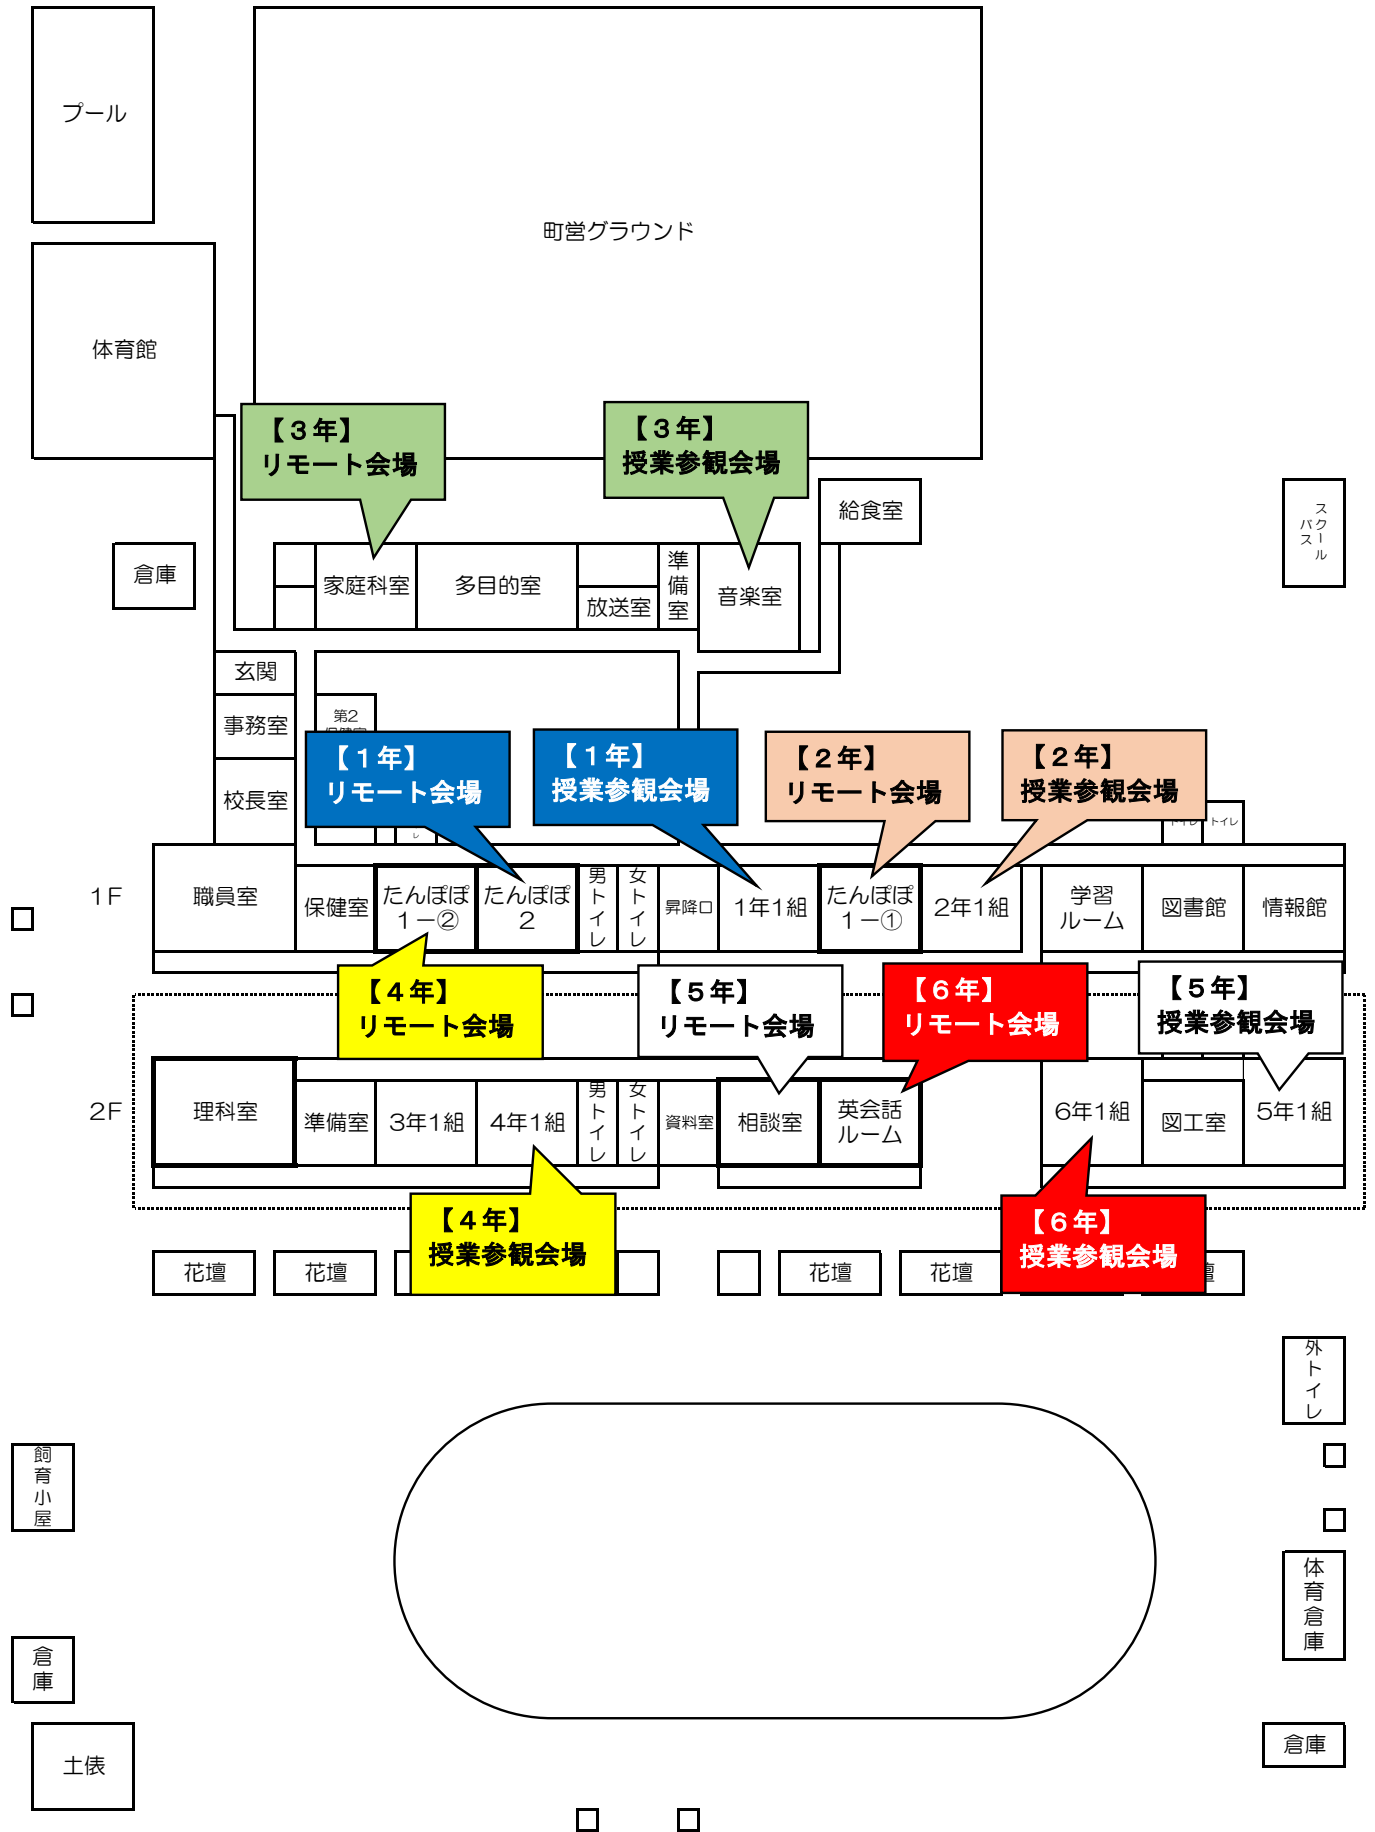 プール
町営グラウンド
体育館
【３年】
リモート会場
【３年】
授業参観会場
給食室
スクール
バス
倉庫
家庭科室
多目的室
放送室
準備室
音楽室
玄関
事務室
校長室
第2
【１年】
リモート会場
【１年】
授業参観会場
【２年】
リモート会場
【２年】
授業参観会場
トイレ
1F
職員室
保健室
たんぽぽ
1－②
たんぽぽ
2
男トイレ
女トイレ
昇降口
1年1組
たんぽぽ
1－①
2年1組
学習
ルーム
図書館
情報館
【４年】
リモート会場
【５年】
リモート会場
【６年】
リモート会場
【５年】
授業参観会場
2F
理科室
準備室
3年1組
4年1組
男トイレ
女トイレ
資料室
相談室
英会話
ルーム
6年1組
図工室
5年1組
【４年】
授業参観会場
【６年】
授業参観会場
花壇
花壇
花壇
花壇
外トイレ
飼育小屋
体育倉庫
倉庫
土俵
倉庫